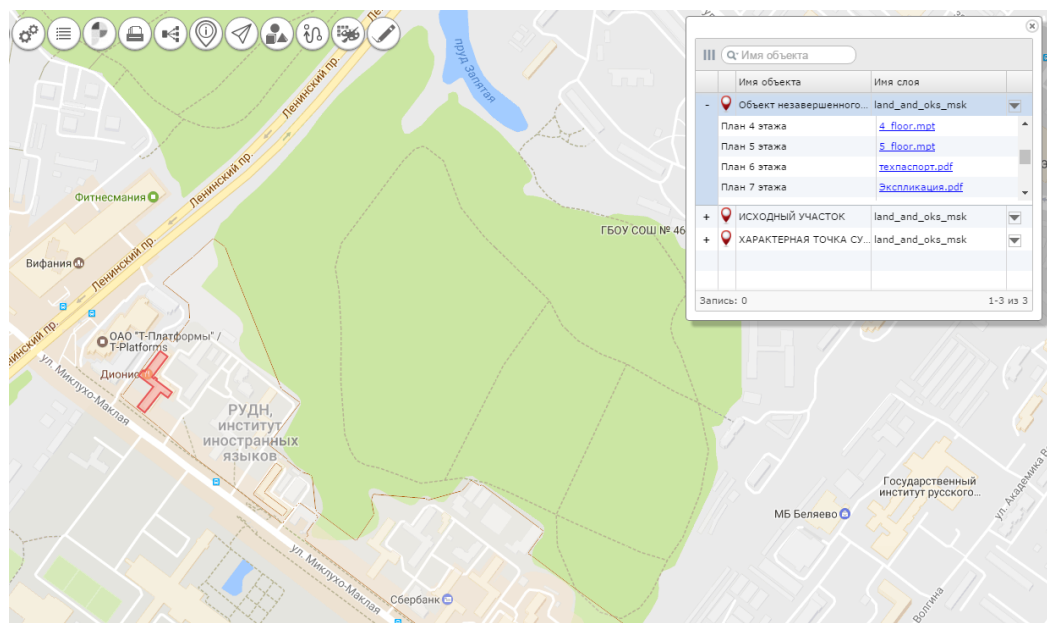 Ленинский пр.
пруд Запятая
Фитнесмания
Ленинский пр.
Ленинский пр.
Вифания
Ленинский пр.
ОАО "Т-Платформы" /
T-Platforms
ул. Миклухо-Маклая
РУДН,
институт
иностранных
языков
ГБОУ СОШ № 46
ул. Миклухо-Маклая
Сбербанк
МБ Беляево
Государственный
институт русского...
ул. Академика В
Волгина
Имя объекта
Имя объекта Имя слоя
- Объект незавершенного... land_and_oks_msk
План 4 этажа 4_floor.mpt
План 5 этажа 5_floor.mpt
План 6 этажа техпаспорт.pdf
План 7 этажа Экспликация.pdf
+ ИСХОДНЫЙ УЧАСТОК land_and_oks_msk
+ ХАРАКТЕРНАЯ ТОЧКА СУ... land_and_oks_msk
Запись: 0 1-3 из 3